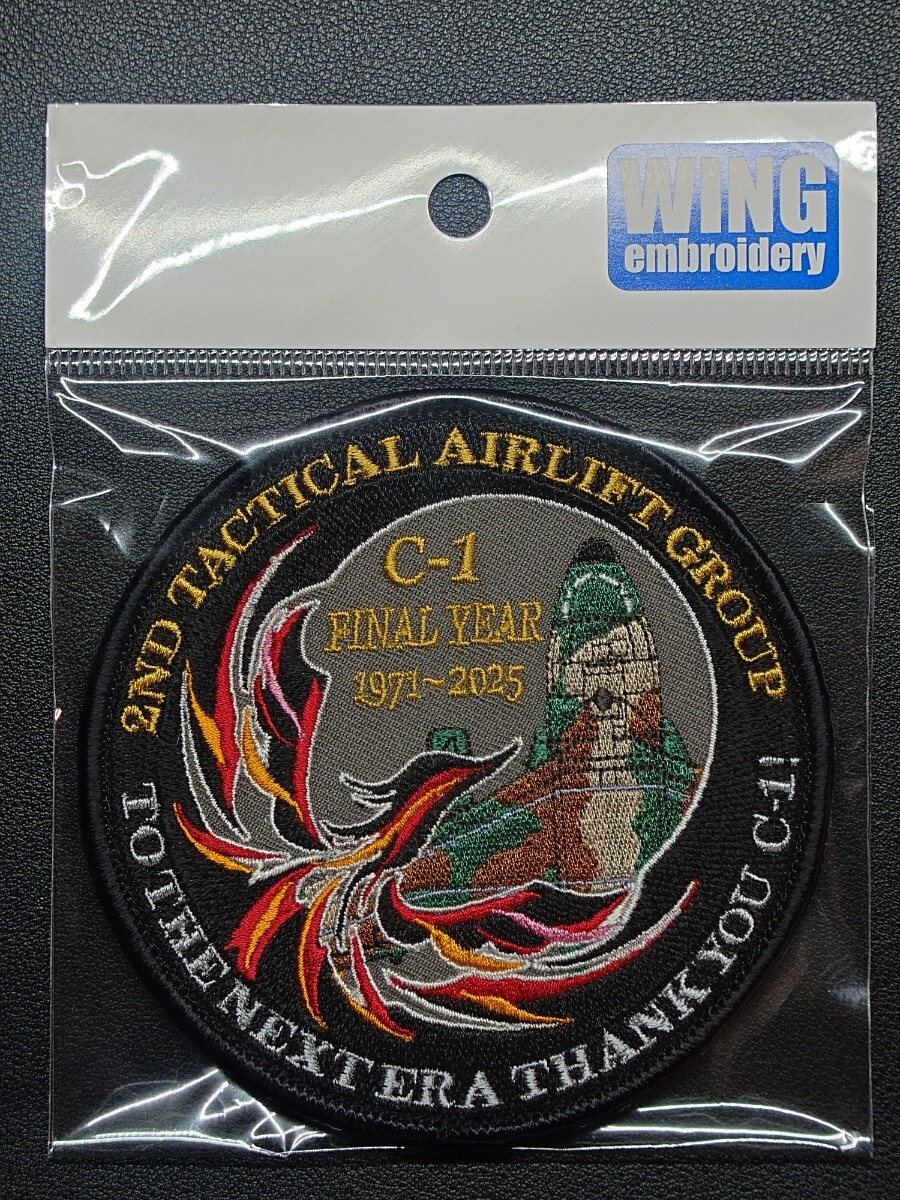 WING
embroidery
2ND TACTICAL AIRLIFT GROUP
C-1
FINAL YEAR
1971~2025
TO THE NEXT ERA THANK YOU C-1!